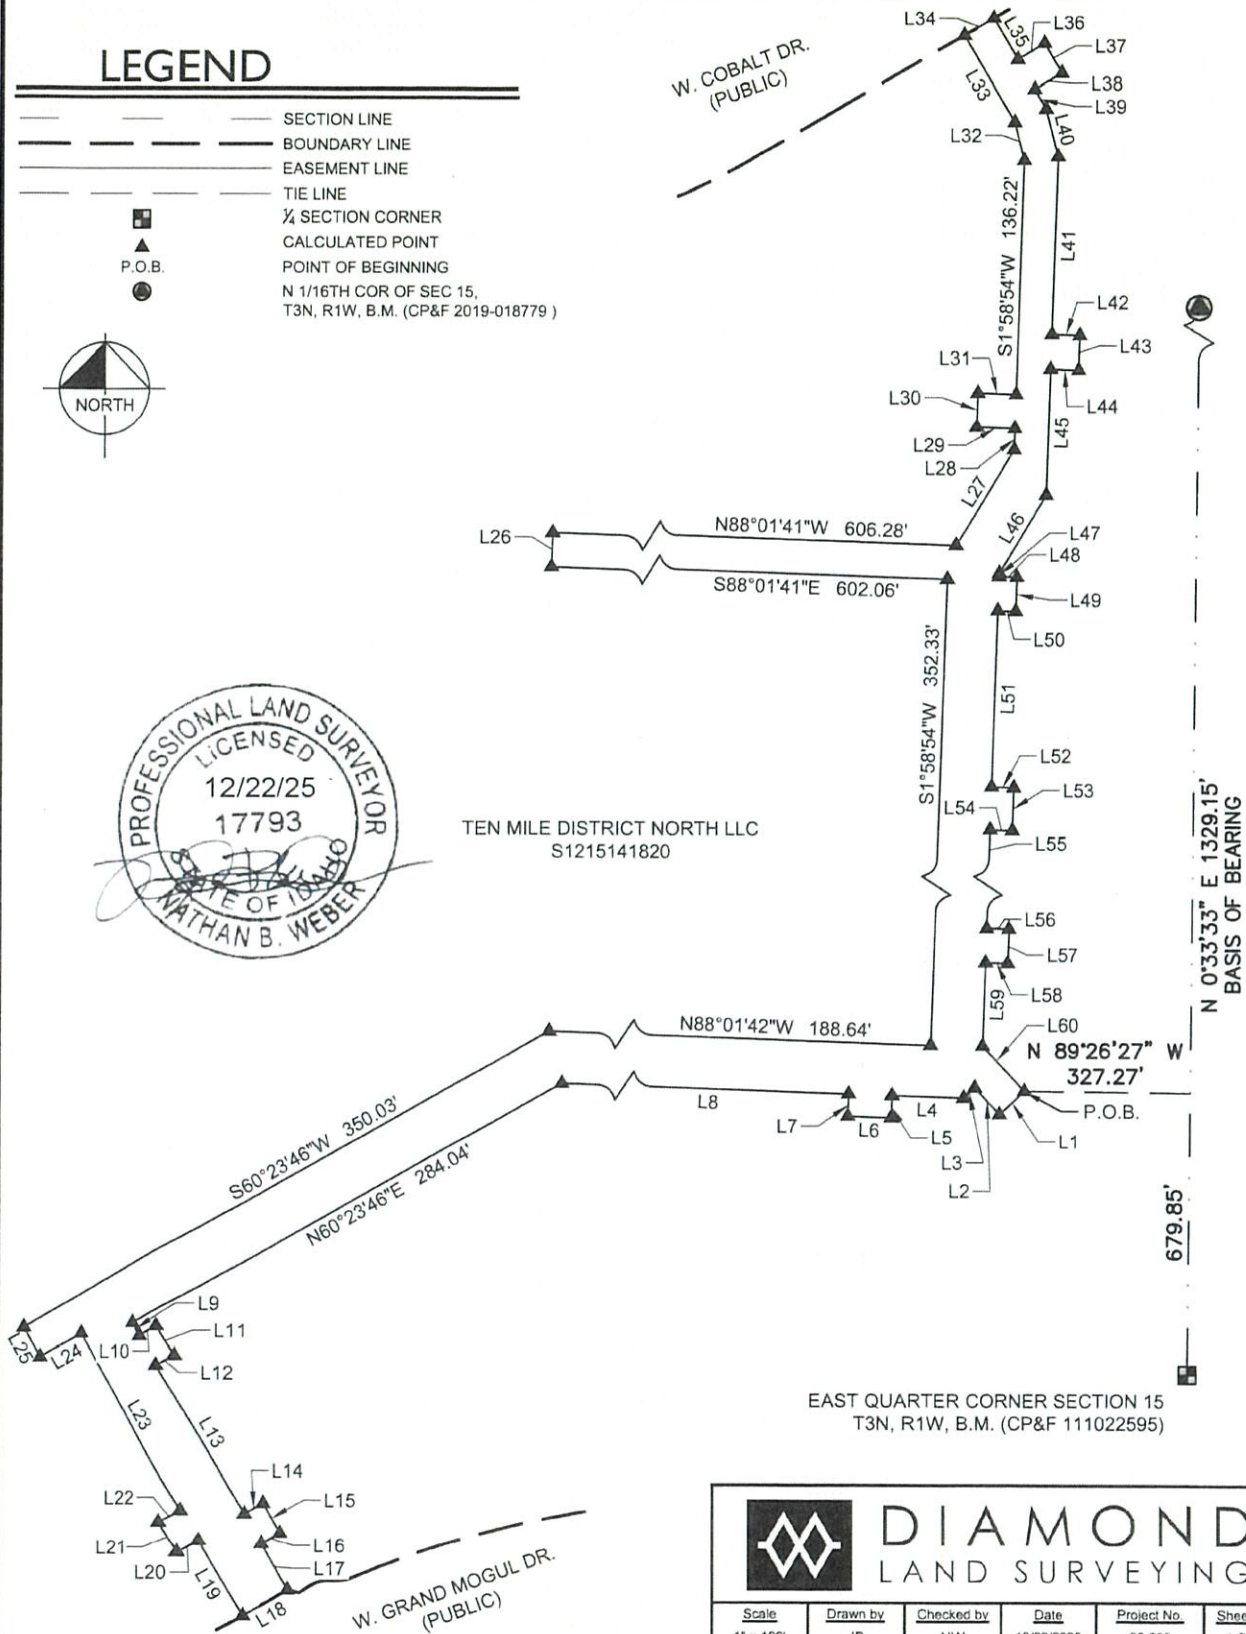 LEGEND
SECTION LINE
BOUNDARY LINE
EASEMENT LINE
TIE LINE
¼ SECTION CORNER
CALCULATED POINT
P.O.B. POINT OF BEGINNING
N 1/16TH COR OF SEC 15,
T3N, R1W, B.M. (CP&F 2019-018779 )
NORTH
W. COBALT DR.
(PUBLIC)
L34
L35
L36
L37
L38
L39
L33
L40
L32
S1°58'54"W 136.22'
L41
L42
L43
L31
L30
L44
L29
L45
L28
L27
L46
L26
N88°01'41"W 606.28'
S88°01'41"E 602.06'
L47
L48
L49
L50
S1°58'54"W 352.33'
L51
L52
L53
L54
L55
L56
L57
L58
L59
L60
PROFESSIONAL LAND SURVEYOR
LICENSED
12/22/25
17793
STATE OF IDAHO
NATHAN B. WEBER
TEN MILE DISTRICT NORTH LLC
S1215141820
N 0°33'33" E 1329.15'
BASIS OF BEARING
N88°01'42"W 188.64'
N 89°26'27" W
327.27'
P.O.B.
L8
L7
L6
L5
L4
L3
L2
L1
679.85'
S60°23'46"W 350.03'
N60°23'46"E 284.04'
L9
L10
L11
L12
L25
L24
L23
L13
L14
L15
L22
L21
L20
L16
L17
L19
L18
W. GRAND MOGUL DR.
(PUBLIC)
EAST QUARTER CORNER SECTION 15
T3N, R1W, B.M. (CP&F 111022595)
DIAMOND
LAND SURVEYING
Scale Drawn by Checked by Date Project No.